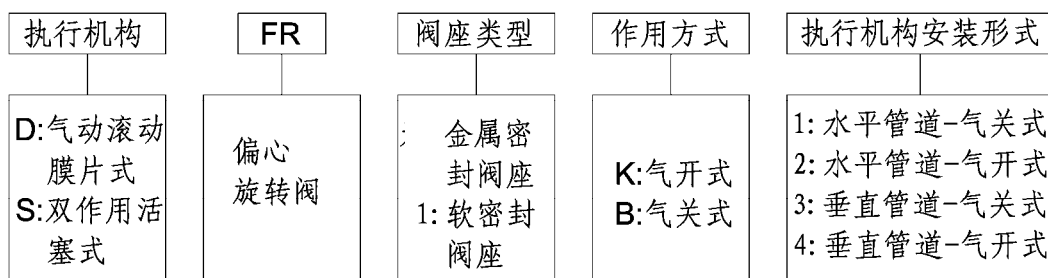 执行机构
FR
阀座类型
作用方式
执行机构安装形式
D:气动滚动
膜片式
S:双作用活
塞式
偏心
旋转阀
金属密
封阀座
1:软密封
阀座
K:气开式
B:气关式
1:水平管道-气关式
2:水平管道-气开式
3:垂直管道-气关式
4:垂直管道-气开式